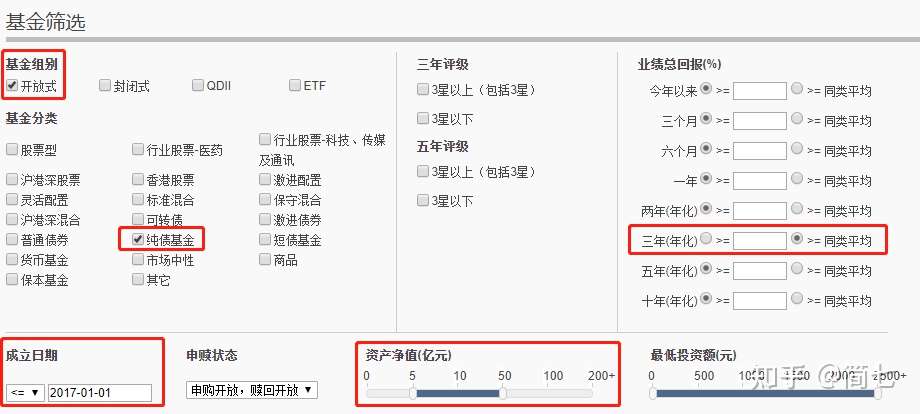 基金筛选
基金组别
开放式 封闭式 QDII ETF
基金分类
股票型 行业股票-医药 行业股票-科技、传媒及通讯
沪港深股票 香港股票 激进配置
灵活配置 标准混合 保守混合
沪港深混合 可转债 激进债券
普通债券 纯债基金 短债基金
货币基金 市场中性 商品
保本基金 其它
三年评级
3星以上（包括3星）
3星以下
五年评级
3星以上（包括3星）
3星以下
业绩总回报(%)
今年以来 >= >= 同类平均
三个月 >= >= 同类平均
六个月 >= >= 同类平均
一年 >= >= 同类平均
两年(年化) >= >= 同类平均
三年(年化) >= >= 同类平均
五年(年化) >= >= 同类平均
十年(年化) >= >= 同类平均
成立日期
<= 2017-01-01
申赎状态
申购开放，赎回开放
资产净值(亿元)
0 5 10 50 100 200+
最低投资额(元)
0 500 1000
知乎 @简七